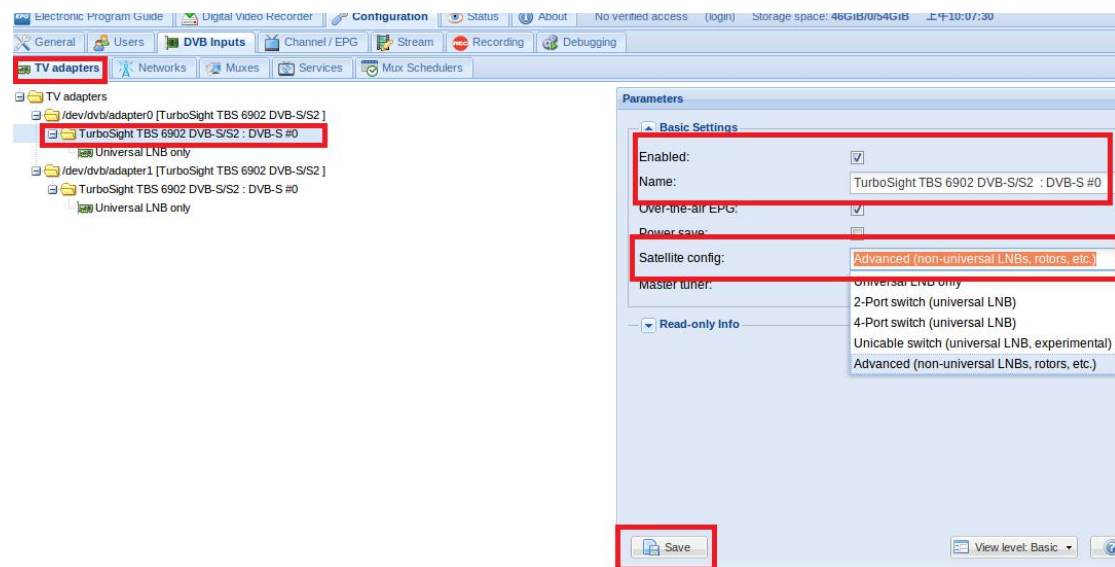 Electronic Program Guide Digital Video Recorder Configuration Status About No verified access (login) Storage space: 46GiB/0/54GiB 上午10:07:30
General Users DVB Inputs Channel / EPG Stream Recording Debugging
TV adapters Networks Muxes Services Mux Schedulers
TV adapters
/dev/dvb/adapter0 [TurboSight TBS 6902 DVB-S/S2 ]
TurboSight TBS 6902 DVB-S/S2 : DVB-S #0
Universal LNB only
/dev/dvb/adapter1 [TurboSight TBS 6902 DVB-S/S2 ]
TurboSight TBS 6902 DVB-S/S2 : DVB-S #0
Universal LNB only
Parameters
Basic Settings
Enabled:
Name: TurboSight TBS 6902 DVB-S/S2 : DVB-S #0
Over-the-air EPG:
Power save:
Satellite config: Advanced (non-universal LNBs, rotors, etc.)
Master tuner:
Universal LNB only
2-Port switch (universal LNB)
4-Port switch (universal LNB)
Unicable switch (universal LNB, experimental)
Advanced (non-universal LNBs, rotors, etc.)
Read-only Info
Save View level: Basic